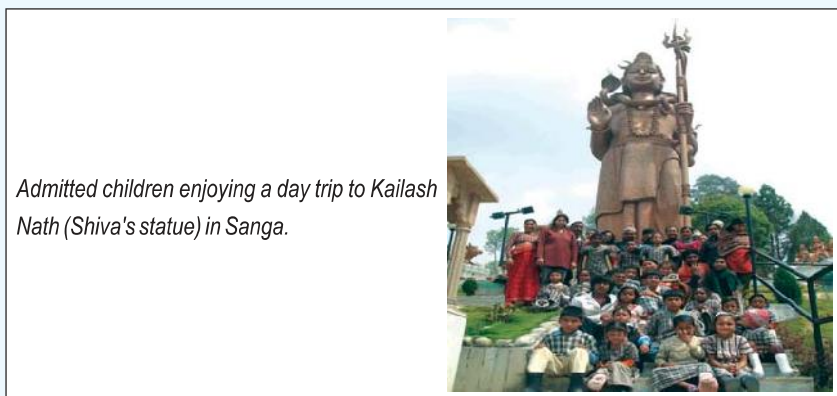 Admitted children enjoying a day trip to Kailash
Nath (Shiva's statue) in Sanga.